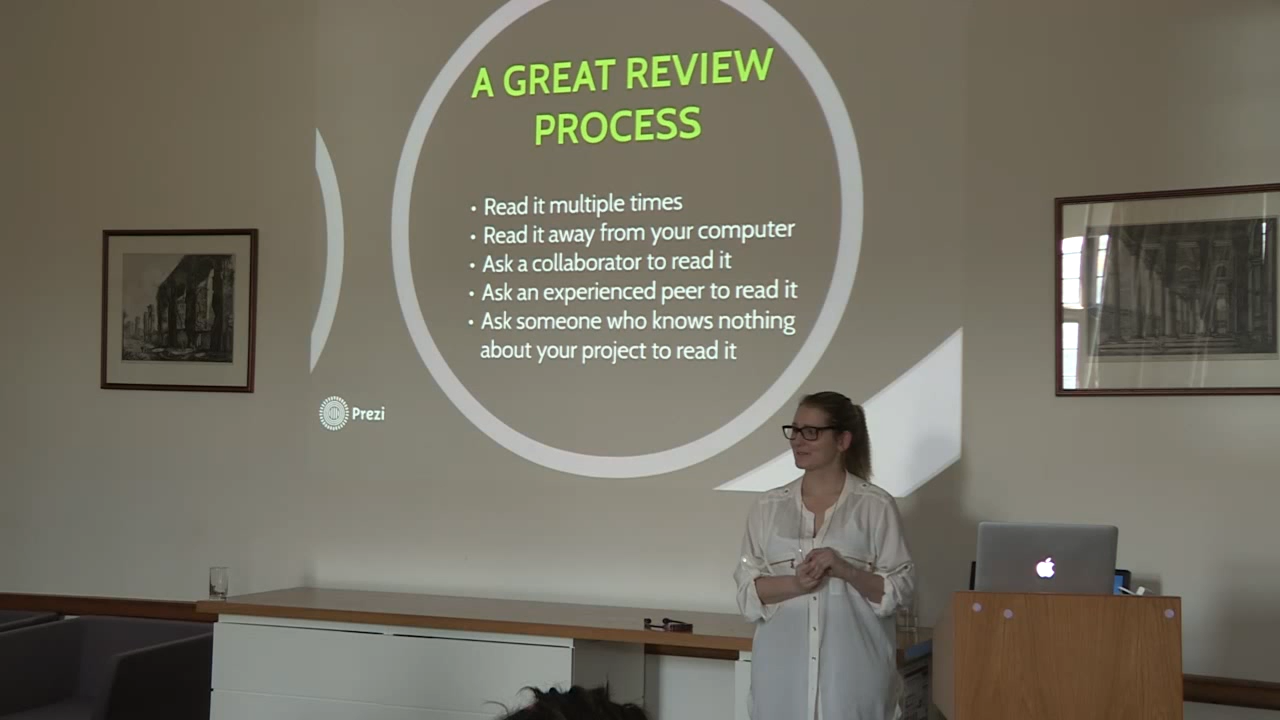 A GREAT REVIEW
PROCESS
• Read it multiple times
• Read it away from your computer
• Ask a collaborator to read it
• Ask an experienced peer to read it
• Ask someone who knows nothing
about your project to read it
Prezi